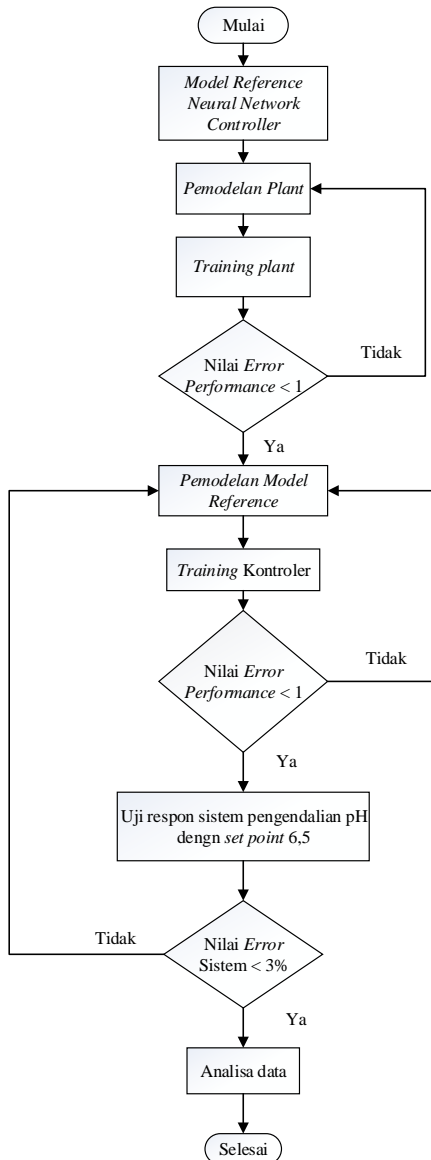 Mulai
Model Reference
Neural Network
Controller
Pemodelan Plant
Training plant
Nilai Error
Performance < 1
Tidak
Ya
Pemodelan Model
Reference
Training Kontroler
Nilai Error
Performance < 1
Tidak
Ya
Uji respon sistem pengendalian pH
dengn set point 6,5
Nilai Error
Sistem < 3%
Tidak
Ya
Analisa data
Selesai